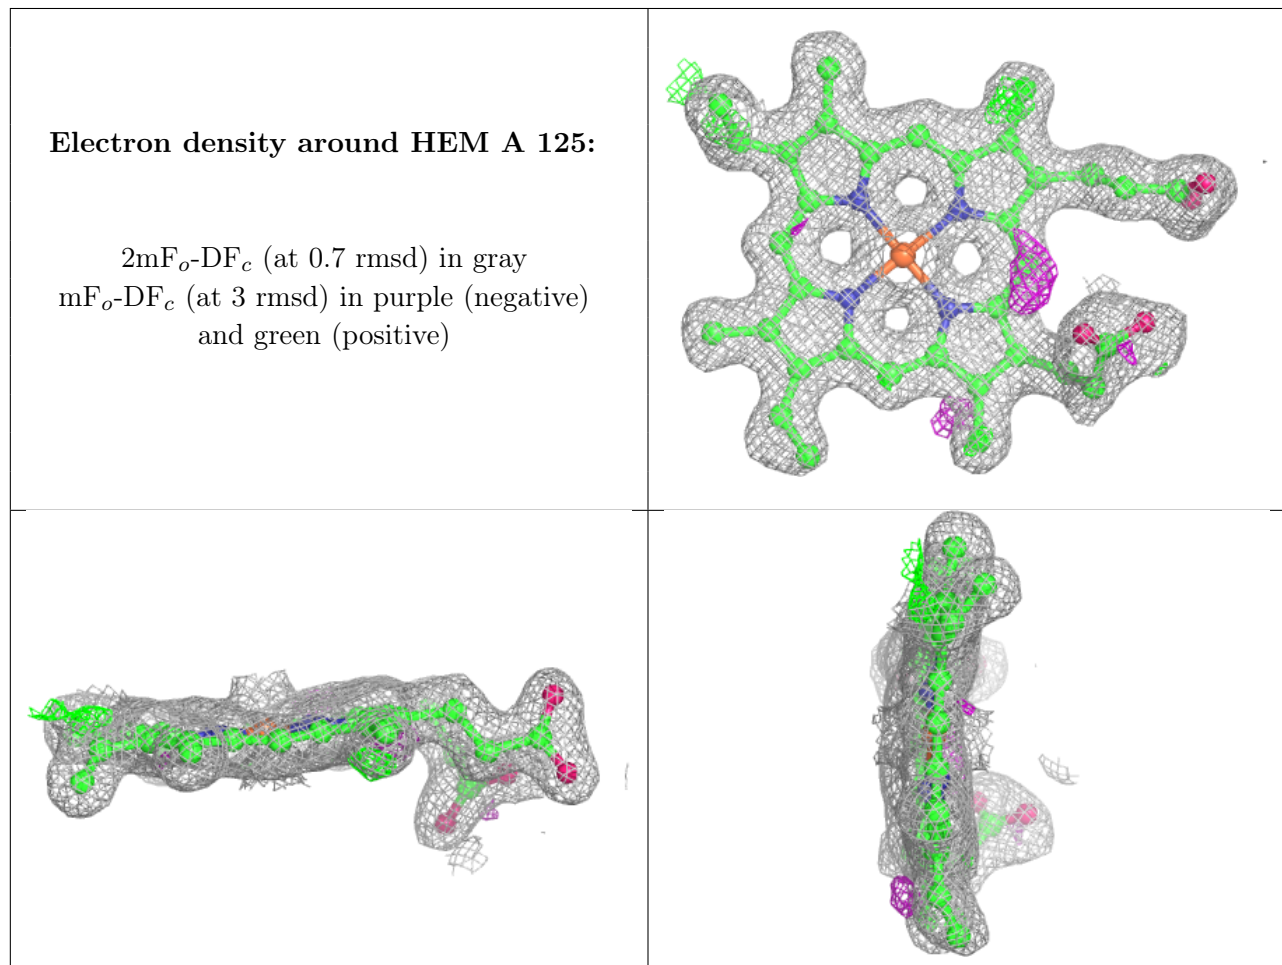 Electron density around HEM A 125:
2mFo-DFc (at 0.7 rmsd) in gray
mFo-DFc (at 3 rmsd) in purple (negative)
and green (positive)